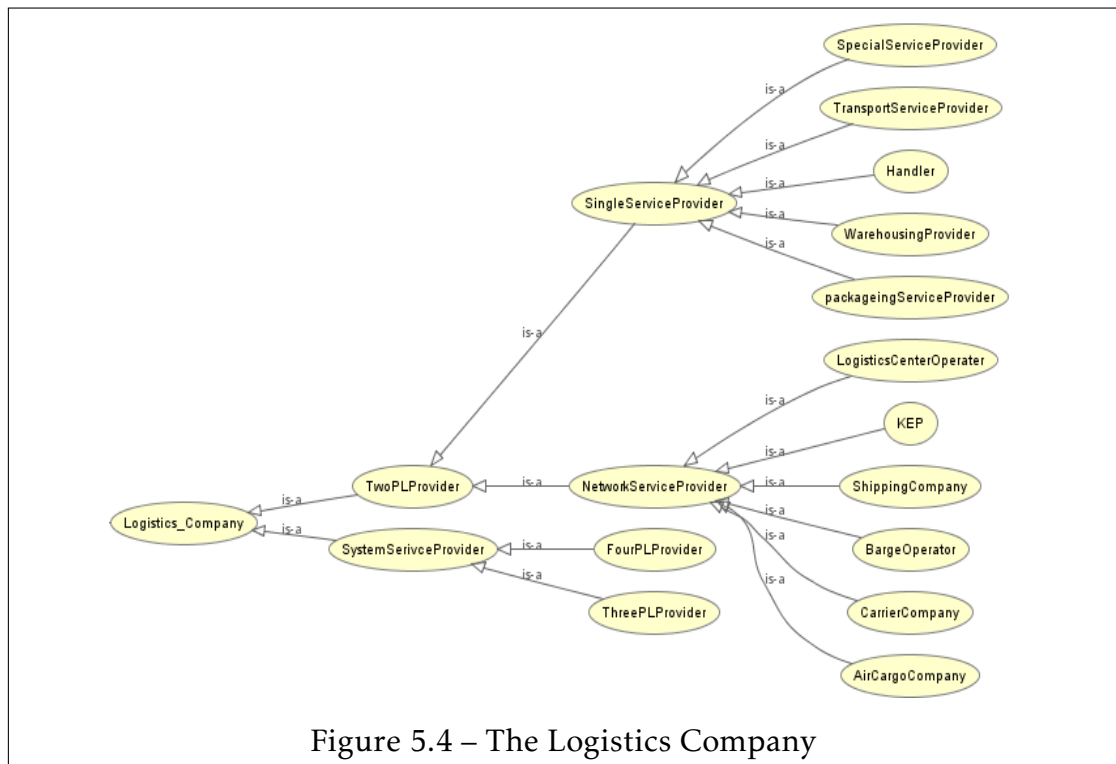 SpecialServiceProvider
is-a
TransportServiceProvider
is-a
Handler
is-a
SingleServiceProvider
is-a
WarehousingProvider
is-a
packageingServiceProvider
is-a
LogisticsCenterOperater
is-a
KEP
is-a
TwoPLProvider
is-a
NetworkServiceProvider
is-a
ShippingCompany
is-a
Logistics_Company
is-a
is-a
BargeOperator
is-a
SystemSerivceProvider
is-a
FourPLProvider
is-a
ThreePLProvider
CarrierCompany
is-a
AirCargoCompany
Figure 5.4 – The Logistics Company